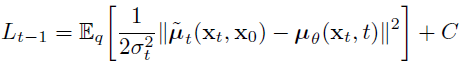 L_{t-1} = \mathbb{E}_q \left[ \frac{1}{2\sigma_t^2} \| \tilde{\boldsymbol{\mu}}_t(\mathbf{x}_t, \mathbf{x}_0) - \boldsymbol{\mu}_\theta(\mathbf{x}_t, t) \|^2 \right] + C